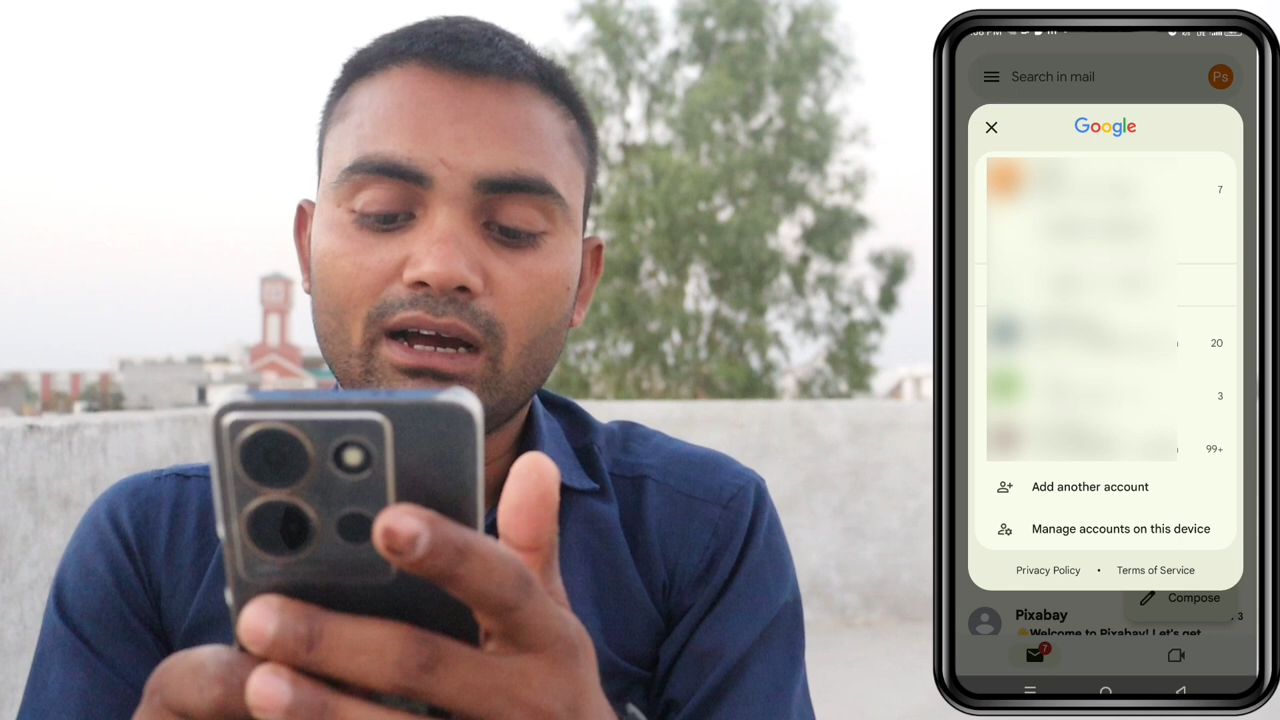 Search in mail
Ps
Google
7
20
3
99+
Add another account
Manage accounts on this device
Privacy Policy • Terms of Service
Compose
Pixabay
3
Welcome to Pixabay! Let's get
7